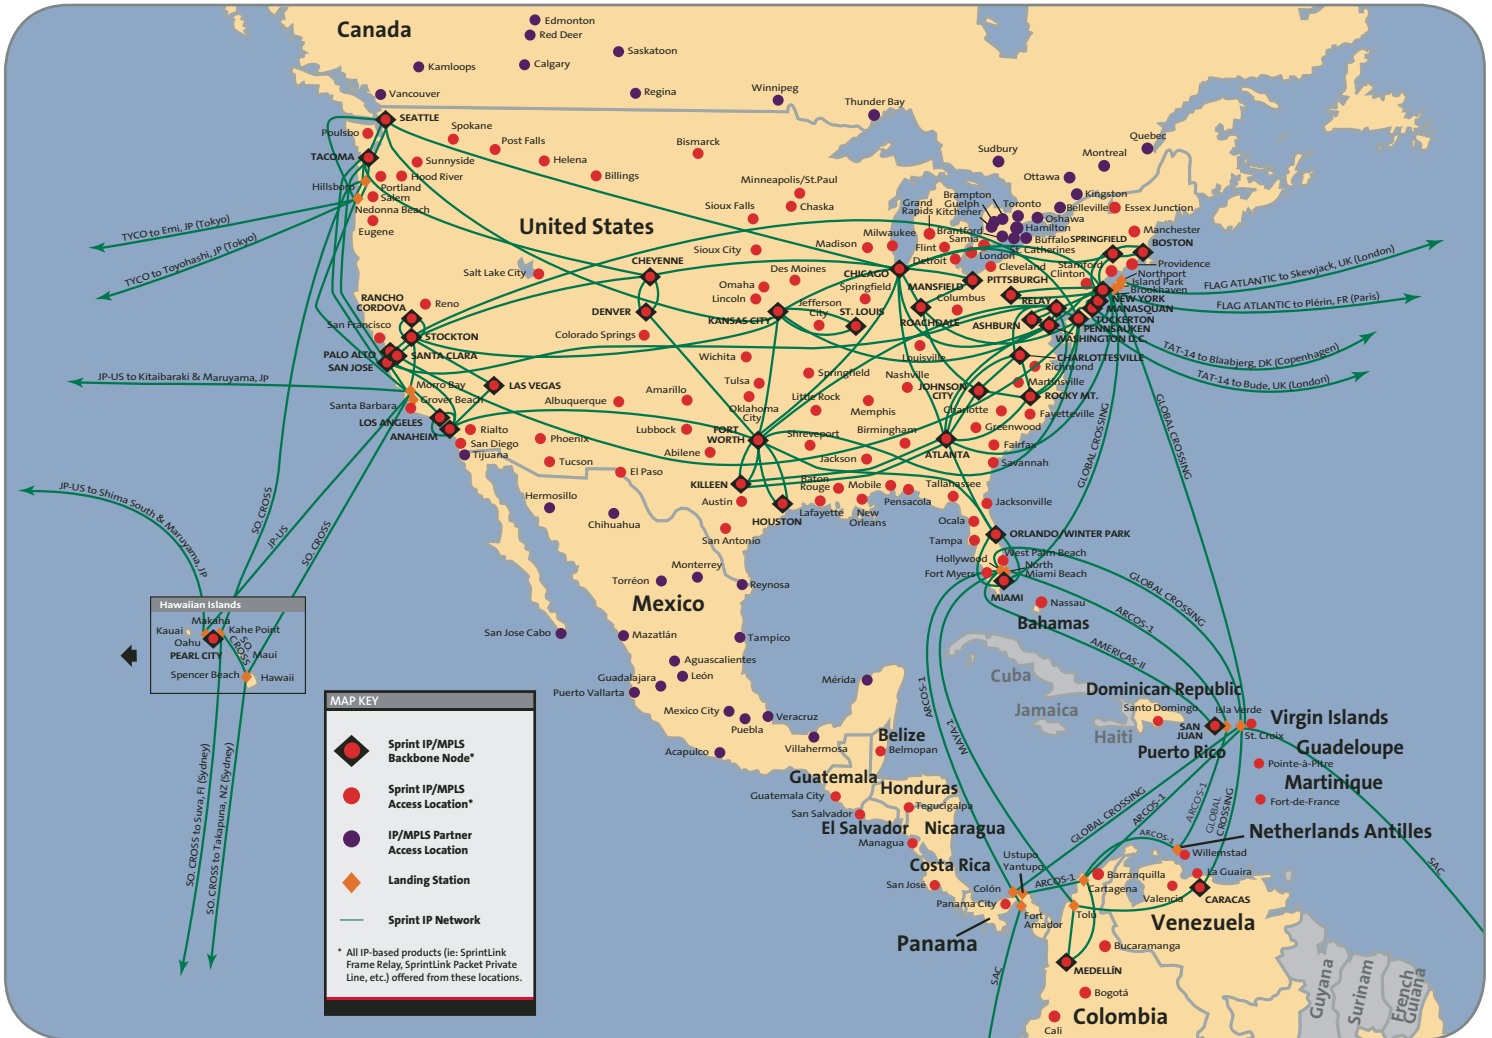 Canada
Edmonton
Red Deer
Saskatoon
Kamloops
Calgary
Vancouver
Regina
Winnipeg
Thunder Bay
Quebec
Sudbury
Montreal
Ottawa
Kingston
Brampton
Guelph
Toronto
Kitchener
Belleville
Oshawa
Brantford
Hamilton
Sarnia
St. Catherines
London
United States
SEATTLE
Poulsbo
Spokane
Post Falls
TACOMA
Sunnyside
Helena
Bismarck
Hood River
Billings
Hillsboro
Portland
Salem
Nedonna Beach
Eugene
Minneapolis/St.Paul
Sioux Falls
Chaska
Grand
Rapids
Essex Junction
Manchester
Milwaukee
Madison
Flint
Buffalo
SPRINGFIELD
BOSTON
Sioux City
Detroit
Cleveland
Stamford
Providence
Clinton
Northport
Island Park
Brookhaven
Salt Lake City
CHEYENNE
CHICAGO
Des Moines
Omaha
Springfield
MANSFIELD
PITTSBURGH
Lincoln
Jefferson
City
Columbus
RELAY
NEW YORK
MANASQUAN
RANCHO
CORDOVA
Reno
DENVER
KANSAS CITY
ST. LOUIS
ROACHDALE
ASHBURN
TUCKERTON
PENNSAUKEN
San Francisco
STOCKTON
Colorado Springs
WASHINGTON D.C.
PALO ALTO
SANTA CLARA
SAN JOSE
Wichita
Louisville
CHARLOTTESVILLE
Richmond
Morro Bay
LAS VEGAS
Tulsa
Springfield
Nashville
JOHNSON
CITY
Martinsville
Grover Beach
Amarillo
Little Rock
ROCKY MT.
Santa Barbara
Albuquerque
Oklahoma
City
Memphis
Charlotte
Fayetteville
LOS ANGELES
ANAHEIM
Rialto
Lubbock
FORT
WORTH
Shreveport
Birmingham
Greenwood
San Diego
Phoenix
Abilene
ATLANTA
Fairfax
Tijuana
Tucson
El Paso
Jackson
Savannah
KILLEEN
Baton
Rouge
Mobile
Tallahassee
Austin
Lafayette
New
Orleans
Pensacola
Jacksonville
HOUSTON
Ocala
San Antonio
Tampa
ORLANDO/WINTER PARK
West Palm Beach
Hollywood
North
Miami Beach
Fort Myers
MIAMI
TYCO to Emi, JP (Tokyo)
TYCO to Toyohashi, JP (Tokyo)
JP-US to Kitaibaraki & Maruyama, JP
JP-US to Shima South & Maruyama, JP
SO. CROSS
JP-US
SO. CROSS
FLAG ATLANTIC to Skewjack, UK (London)
FLAG ATLANTIC to Plérin, FR (Paris)
TAT-14 to Blaabjerg, DK (Copenhagen)
TAT-14 to Bude, UK (London)
GLOBAL CROSSING
GLOBAL CROSSING
Hawaiian Islands
Makaha
Kauai
Kahe Point
Oahu
SO.
CROSS
PEARL CITY
Maui
Spencer Beach
Hawaii
SO. CROSS to Suva, FJ (Sydney)
SO. CROSS to Takapuna, NZ (Sydney)
Mexico
Hermosillo
Chihuahua
Monterrey
Torréon
Reynosa
San Jose Cabo
Mazatlán
Tampico
Aguascalientes
León
Guadalajara
Puerto Vallarta
Mérida
Mexico City
Puebla
Veracruz
Villahermosa
Acapulco
Nassau
Bahamas
GLOBAL CROSSING
ARCOS-1
AMERICAS-II
Cuba
Jamaica
Haiti
Dominican Republic
Santo Domingo
Isla Verde
SAN
JUAN
St. Croix
Puerto Rico
Virgin Islands
Guadeloupe
Pointe-à-Pitre
Martinique
Fort-de-France
ARCOS-1
MAYA-1
Belize
Belmopan
Guatemala
Guatemala City
Honduras
Tegucigalpa
San Salvador
El Salvador
Nicaragua
Managua
Costa Rica
San José
Ustupo
Yantupo
Colón
Panama City
Fort
Amador
Panama
GLOBAL CROSSING
ARCOS-1
ARCOS-1
GLOBAL
CROSSING
ARCOS-1
ARCOS-1
Netherlands Antilles
Willemstad
Barranquilla
La Guaira
Cartagena
Valencia
CARACAS
Tolú
Venezuela
Bucaramanga
MEDELLÍN
Bogotá
Cali
Colombia
SAC
SAC
Guyana
Surinam
French
Guiana
MAP KEY
Sprint IP/MPLS
Backbone Node*
Sprint IP/MPLS
Access Location*
IP/MPLS Partner
Access Location
Landing Station
Sprint IP Network
* All IP-based products (ie: SprintLink
Frame Relay, SprintLink Packet Private
Line, etc.) offered from these locations.